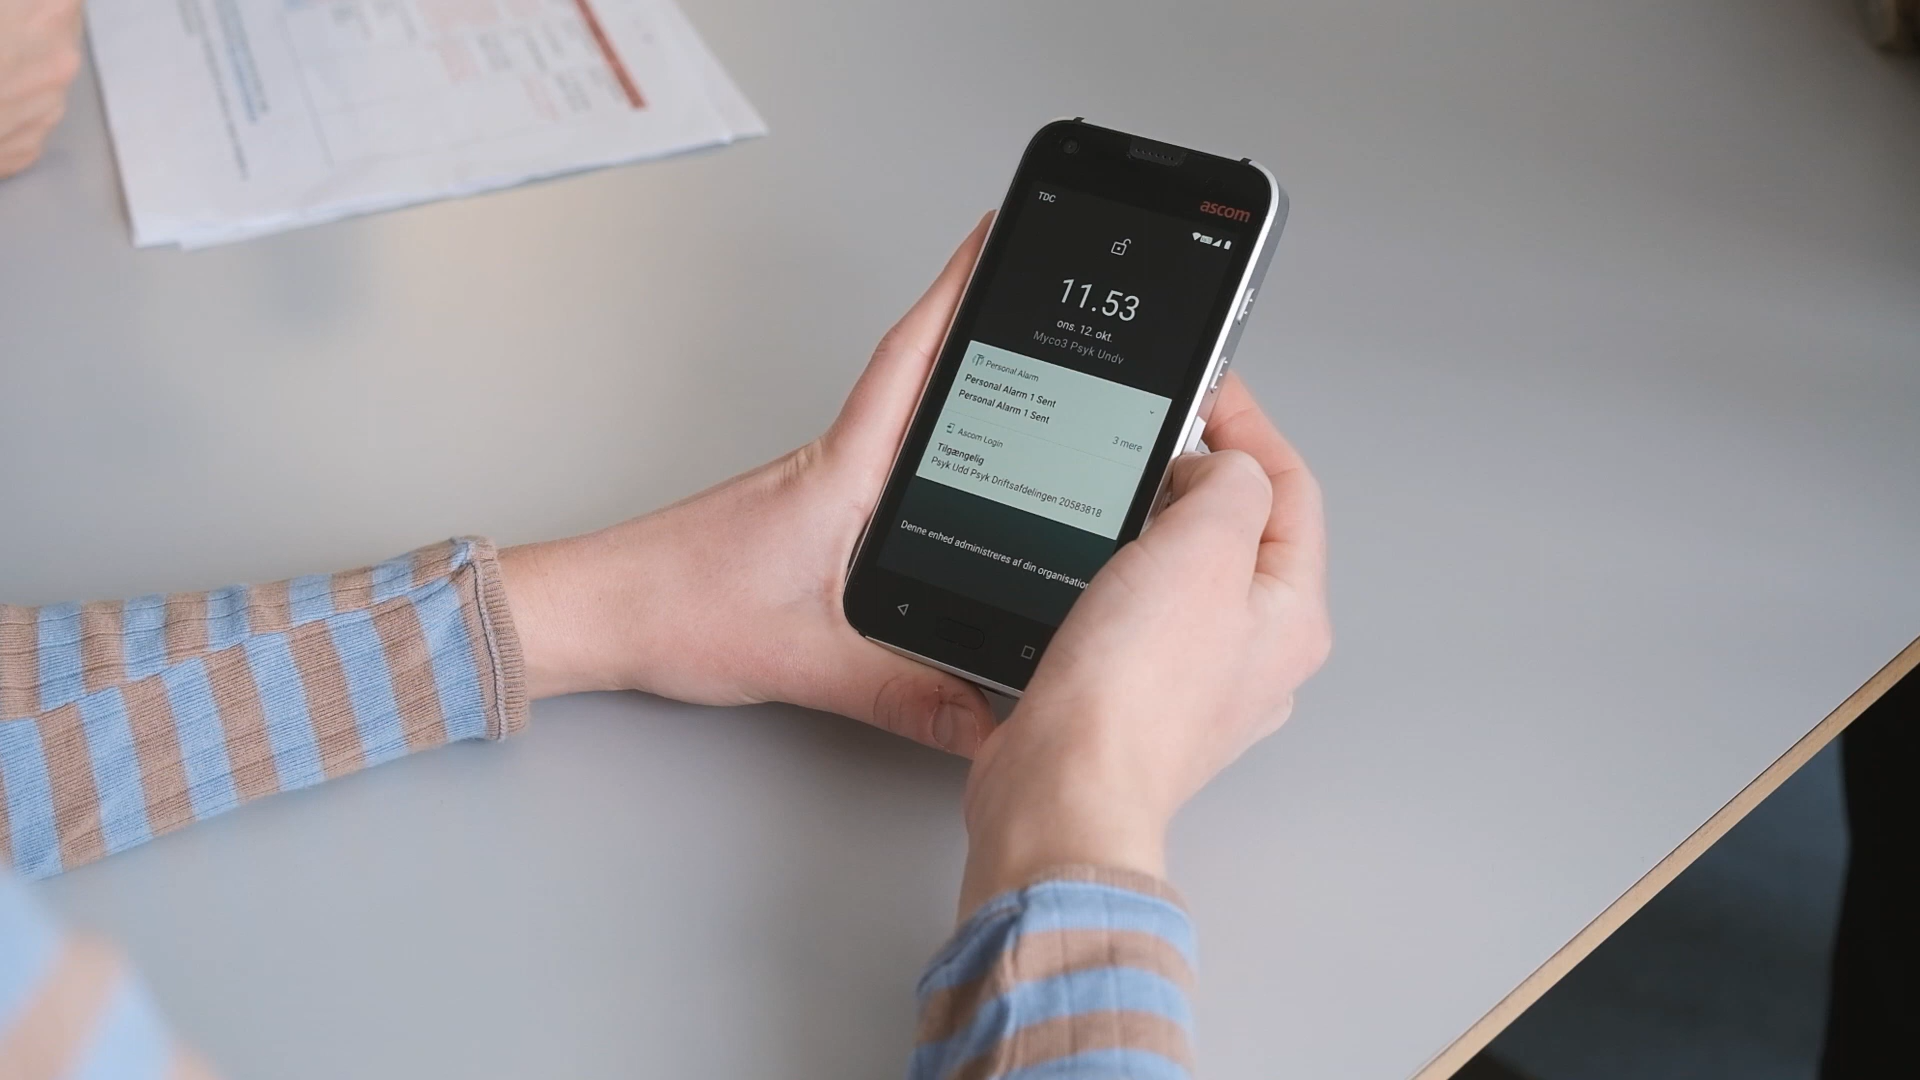 TDC
ascom
11.53
ons. 12. okt.
Myco3 Psyk Undv
Personal Alarm
Personal Alarm 1 Sent
Personal Alarm 1 Sent
3 mere
Ascom Login
Tilgængelig
Psyk Udd Psyk Driftsafdelingen 20583818
Denne enhed administreres af din organisation